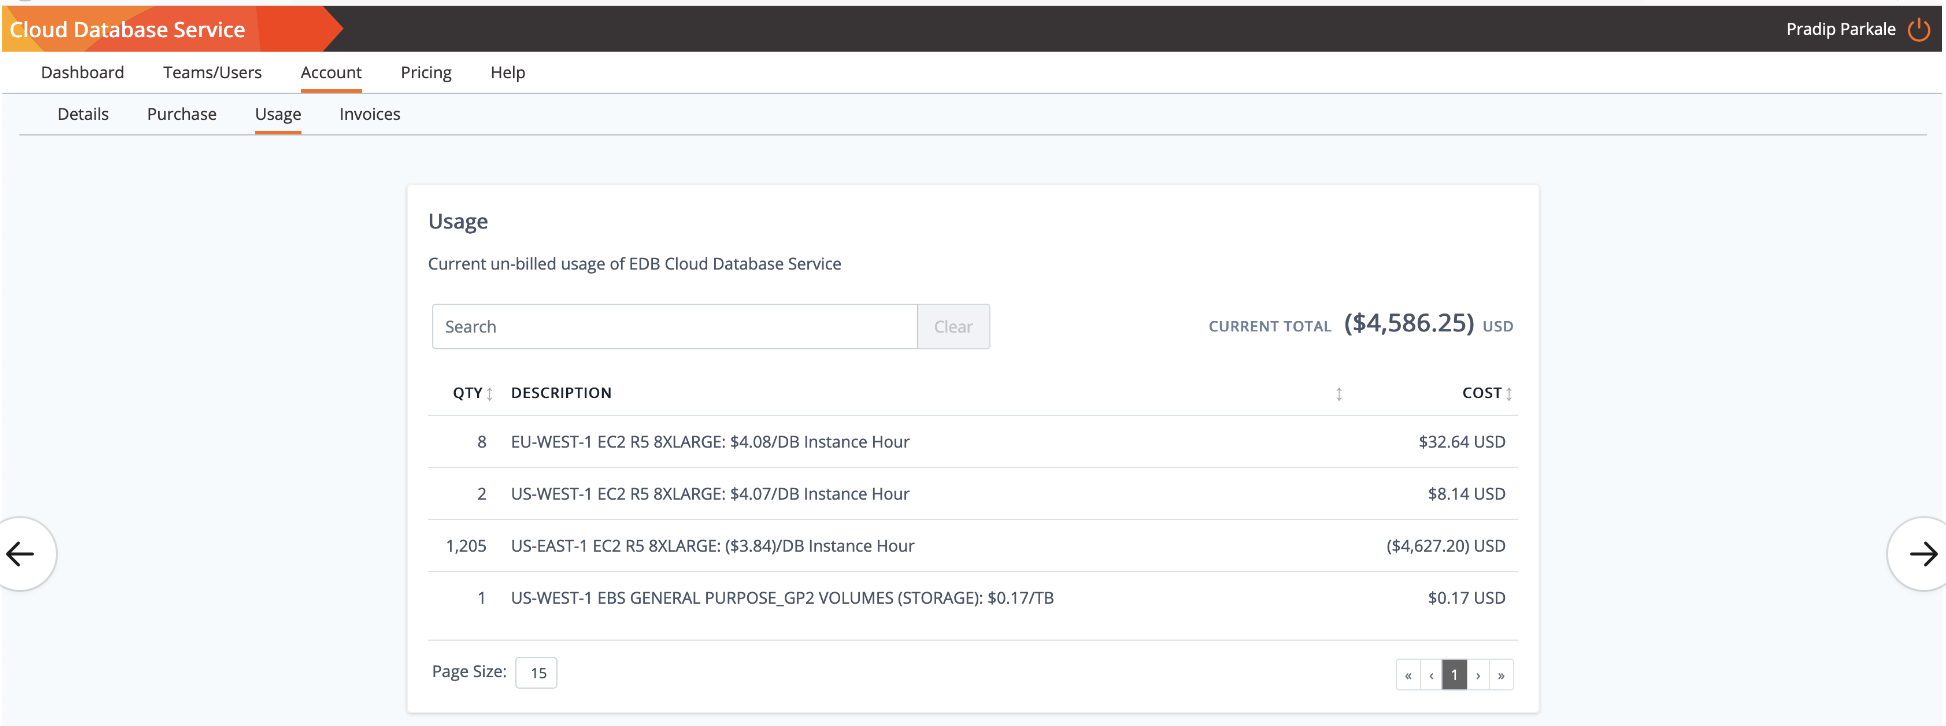 Cloud Database Service
Pradip Parkale
Dashboard Teams/Users Account Pricing Help
Details Purchase Usage Invoices
Usage
Current un-billed usage of EDB Cloud Database Service
Search Clear CURRENT TOTAL ($4,586.25) USD
QTY DESCRIPTION COST
8 EU-WEST-1 EC2 R5 8XLARGE: $4.08/DB Instance Hour $32.64 USD
2 US-WEST-1 EC2 R5 8XLARGE: $4.07/DB Instance Hour $8.14 USD
1,205 US-EAST-1 EC2 R5 8XLARGE: ($3.84)/DB Instance Hour ($4,627.20) USD
1 US-WEST-1 EBS GENERAL PURPOSE_GP2 VOLUMES (STORAGE): $0.17/TB $0.17 USD
Page Size: 15 « ‹ 1 › »